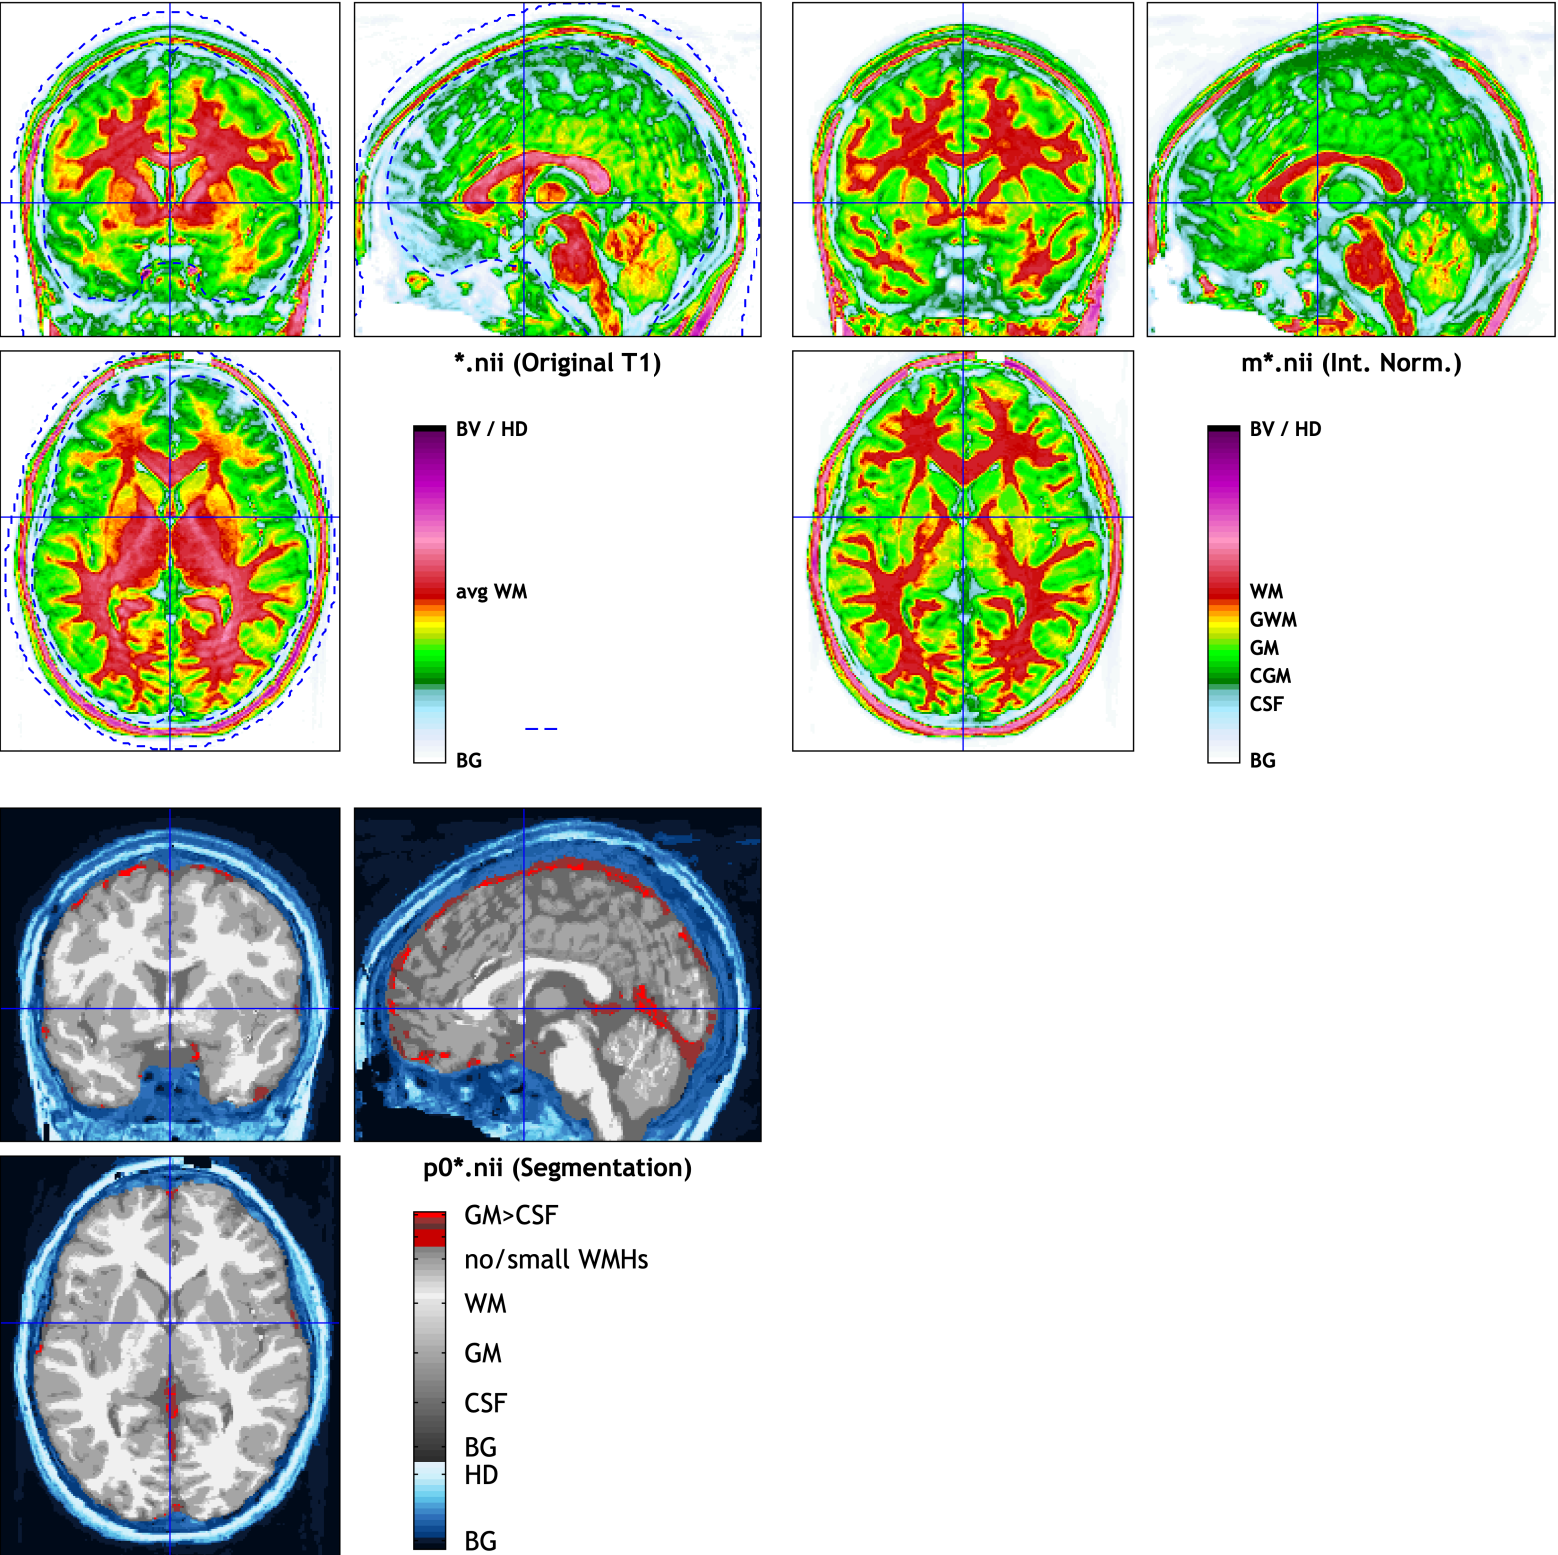 *.nii (Original T1)
BV / HD
avg WM
BG
m*.nii (Int. Norm.)
BV / HD
WM
GWM
GM
CGM
CSF
BG
p0*.nii (Segmentation)
GM>CSF
no/small WMHs
WM
GM
CSF
BG
HD
BG